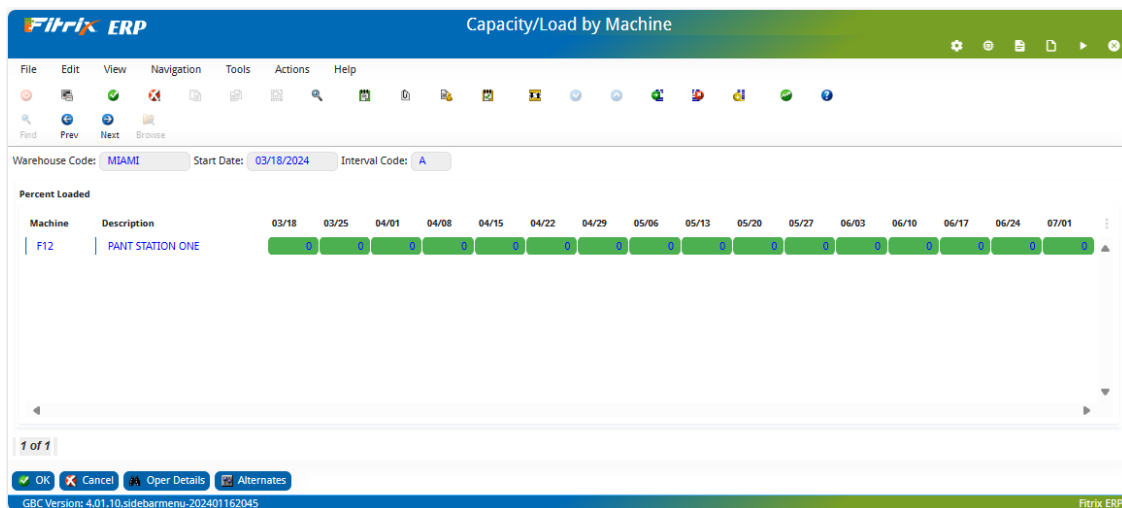 Fitrix ERP
Capacity/Load by Machine
File Edit View Navigation Tools Actions Help
Find Prev Next Browse
Warehouse Code: MIAMI Start Date: 03/18/2024 Interval Code: A
Percent Loaded
Machine Description 03/18 03/25 04/01 04/08 04/15 04/22 04/29 05/06 05/13 05/20 05/27 06/03 06/10 06/17 06/24 07/01
F12 PANT STATION ONE 0 0 0 0 0 0 0 0 0 0 0 0 0 0 0 0
1 of 1
OK Cancel Oper Details Alternates
GBC Version: 4.01.10.sidebarmenu-202401162045 Fitrix ERP